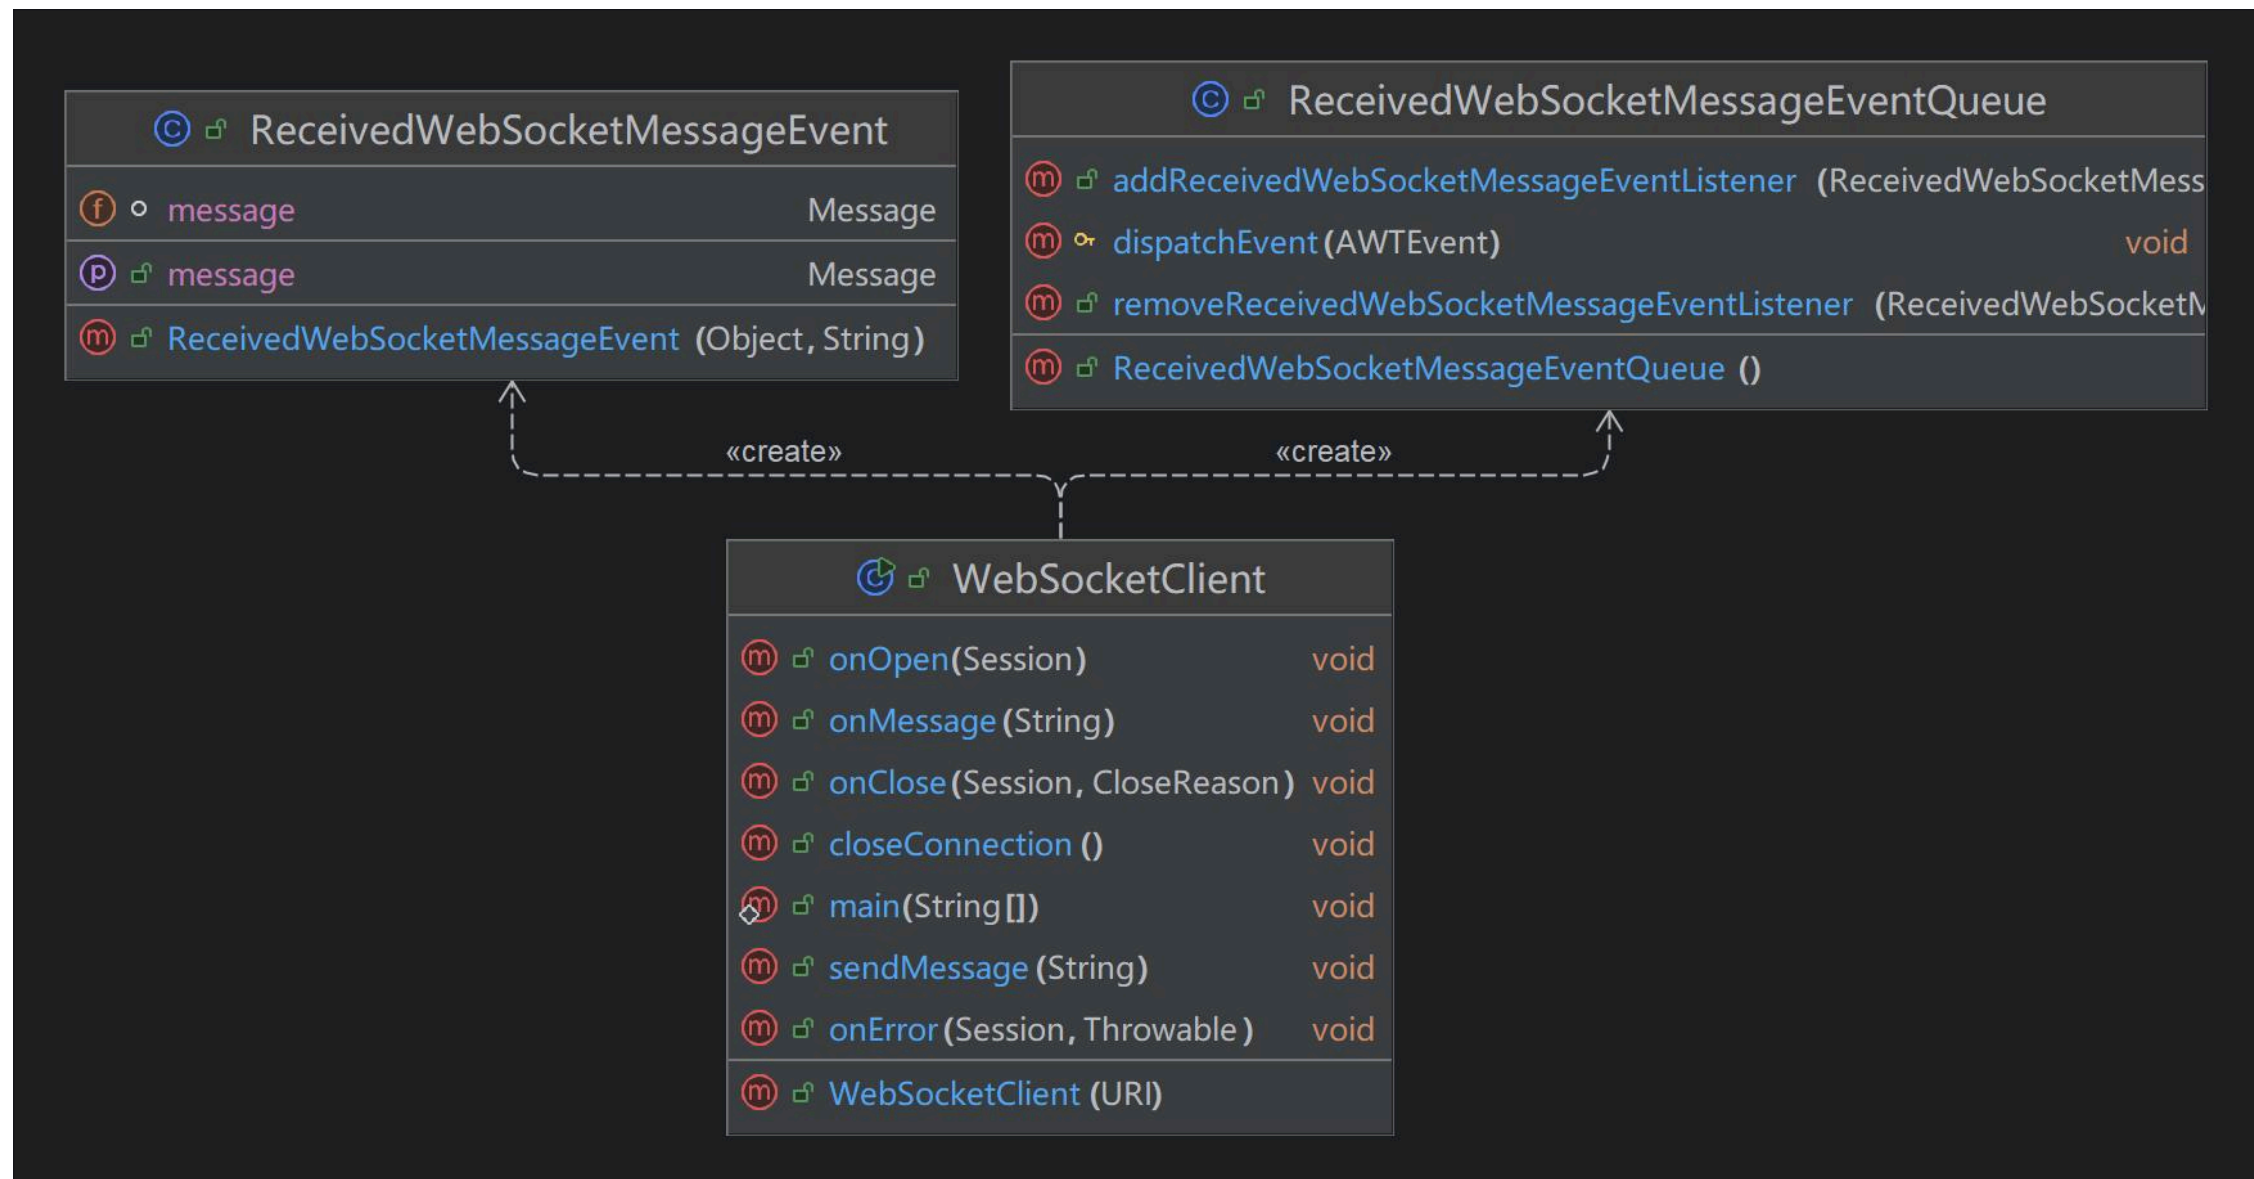 ReceivedWebSocketMessageEvent
message Message
message Message
ReceivedWebSocketMessageEvent (Object, String)
ReceivedWebSocketMessageEventQueue
addReceivedWebSocketMessageEventListener (ReceivedWebSocketMess
dispatchEvent(AWTEvent) void
removeReceivedWebSocketMessageEventListener (ReceivedWebSocketM
ReceivedWebSocketMessageEventQueue ()
«create» «create»
WebSocketClient
onOpen(Session) void
onMessage(String) void
onClose(Session, CloseReason) void
closeConnection () void
main(String[]) void
sendMessage(String) void
onError(Session, Throwable) void
WebSocketClient (URI)